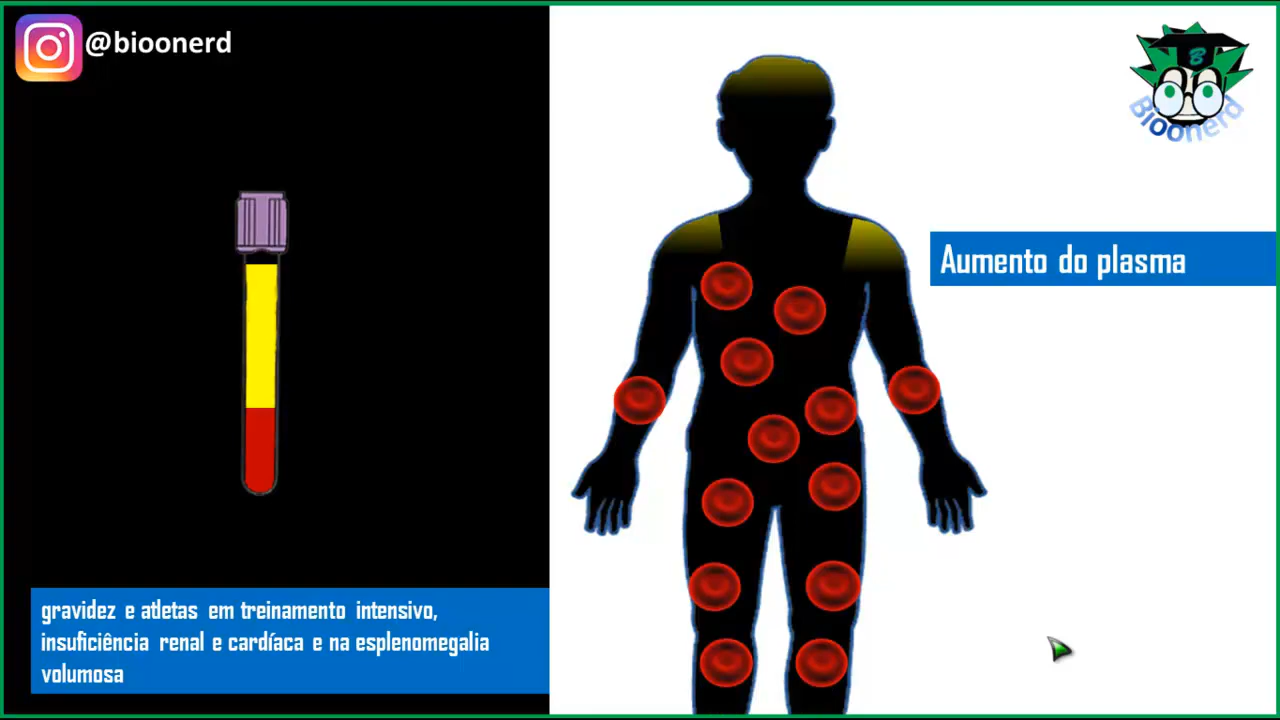 @bioonerd
B
Bioonerd
Aumento do plasma
gravidez e atletas em treinamento intensivo,
insuficiência renal e cardíaca e na esplenomegalia
volumosa